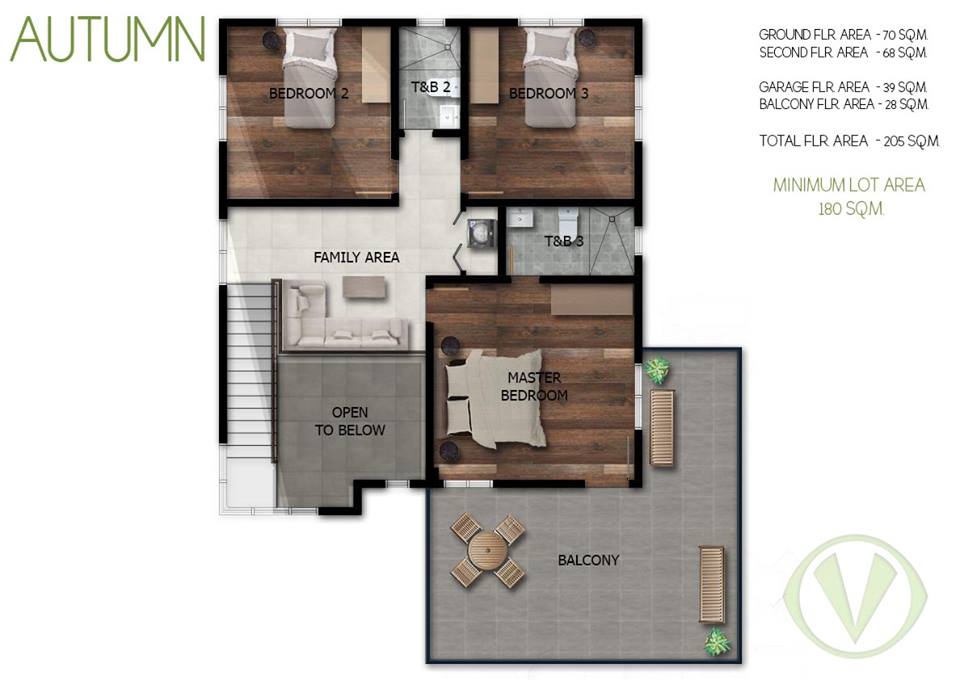 AUTUMN
GROUND FLR. AREA - 70 SQ.M.
SECOND FLR. AREA - 68 SQ.M.
GARAGE FLR. AREA - 39 SQ.M.
BALCONY FLR. AREA - 28 SQ.M.
TOTAL FLR. AREA - 205 SQ.M.
MINIMUM LOT AREA
180 SQ.M.
BEDROOM 2
T&B 2
BEDROOM 3
T&B 3
FAMILY AREA
MASTER
BEDROOM
OPEN
TO BELOW
BALCONY